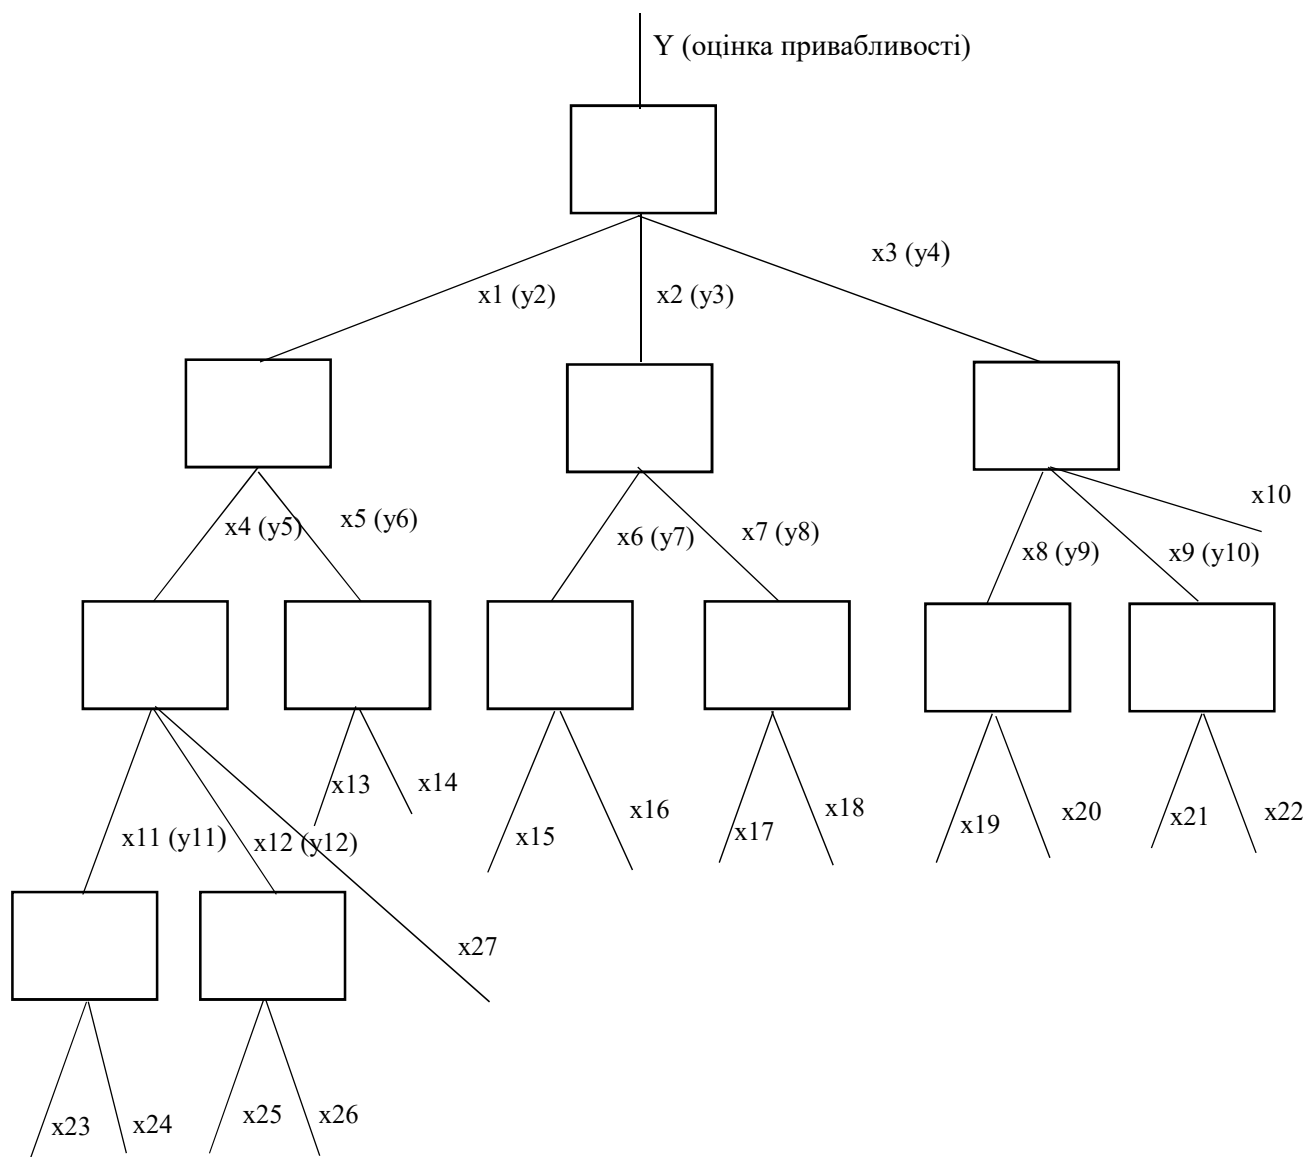 Y (оцінка привабливості)
x3 (y4)
x1 (y2)
x2 (y3)
x10
x4 (y5)
x5 (y6)
x6 (y7)
x7 (y8)
x8 (y9)
x9 (y10)
x13
x14
x15
x16
x17
x18
x19
x20
x21
x22
x11 (y11)
x12 (y12)
x27
x23
x24
x25
x26